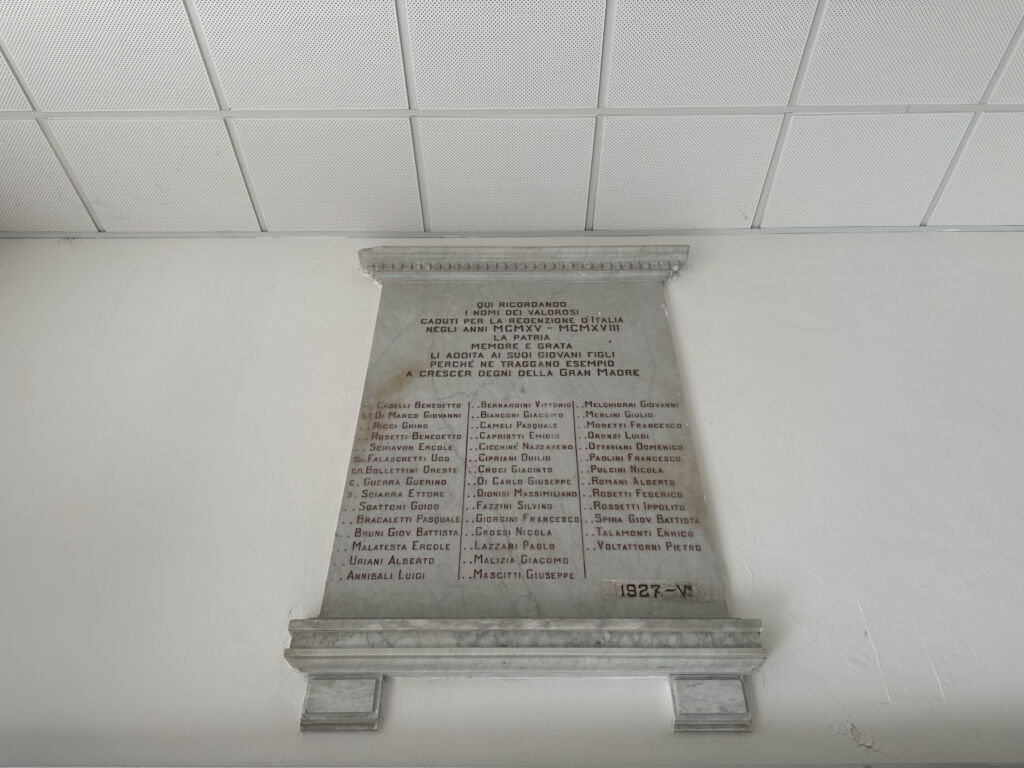 QUI RICORDANDO
I NOMI DEI VALOROSI
CADUTI PER LA REDENZIONE D'ITALIA
NEGLI ANNI MCMXV - MCMXVIII
LA PATRIA
MEMORE E GRATA
LI ADDITA AI SUOI GIOVANI FIGLI
PERCHÉ NE TRAGGANO ESEMPIO
A CRESCER DEGNI DELLA GRAN MADRE
CASELLI BENEDETTO
DI MARCO GIOVANNI
.. RICCI GHINO
.. ROSETTI BENEDETTO
.. SCHIAVON ERCOLE
FALASCHETTI UGO
BOLLETTINI ORESTE
C. GUERRA GUERINO
S. SCIARRA ETTORE
.. SGATTONI GUIDO
.. BRACALETTI PASQUALE
.. BRUNI GIOV BATTISTA
.. MALATESTA ERCOLE
.. URIANI ALBERTO
.. ANNIBALI LUIGI
.. BERNARDINI VITTORIO
.. BIANCONI GIACOMO
.. CAMELI PASQUALE
.. CAPRIOTTI EMIDIO
.. CICCHINÉ NAZZARENO
.. CIPRIANI DUILIO
.. CROCI GIACINTO
.. DI CARLO GIUSEPPE
.. DIONISI MASSIMILIANO
.. FAZZINI SILVINO
.. GIORGINI FRANCESCO
.. GROSSI NICOLA
.. LAZZARI PAOLO
.. MALIZIA GIACOMO
.. MASCITTI GIUSEPPE
.. MELCHIORRI GIOVANNI
.. MERLINI GIULIO
.. MORETTI FRANCESCO
.. ORONZI LUIGI
.. OTTAVIANI DOMENICO
.. PAOLINI FRANCESCO
.. PULCINI NICOLA
.. ROMANI ALBERTO
.. ROSETTI FEDERICO
.. ROSSETTI IPPOLITO
.. SPINA GIOV. BATTISTA
.. TALAMONTI ENRICO
.. VOLTATTORNI PIETRO
1927 - Vº